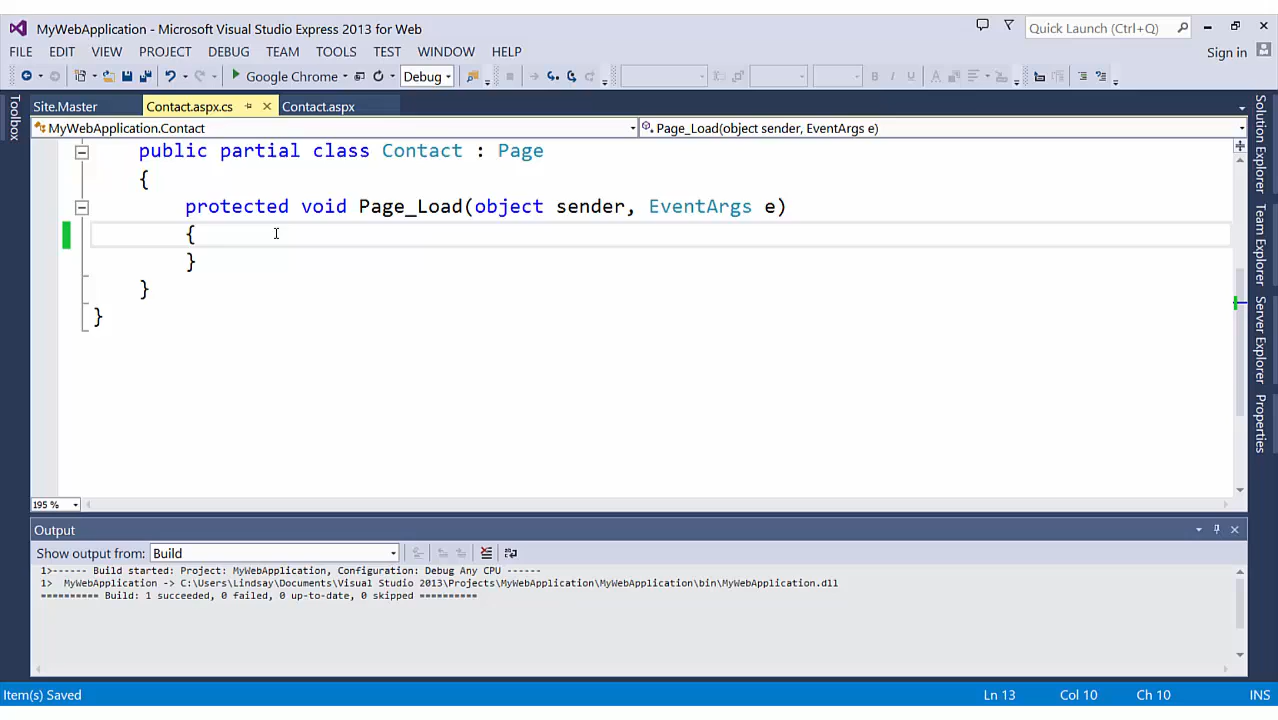 MyWebApplication - Microsoft Visual Studio Express 2013 for Web
Quick Launch (Ctrl+Q)
FILE EDIT VIEW PROJECT DEBUG TEAM TOOLS TEST WINDOW HELP
Sign in
Google Chrome Debug
Site.Master Contact.aspx.cs Contact.aspx
MyWebApplication.Contact Page_Load(object sender, EventArgs e)
public partial class Contact : Page
{
protected void Page_Load(object sender, EventArgs e)
{
}
}
}
195 %
Output
Show output from: Build
1>------ Build started: Project: MyWebApplication, Configuration: Debug Any CPU ------
1> MyWebApplication -> C:\Users\Lindsay\Documents\Visual Studio 2013\Projects\MyWebApplication\MyWebApplication\bin\MyWebApplication.dll
========== Build: 1 succeeded, 0 failed, 0 up-to-date, 0 skipped ==========
Item(s) Saved Ln 13 Col 10 Ch 10 INS
Toolbox
Solution Explorer
Team Explorer
Server Explorer
Properties